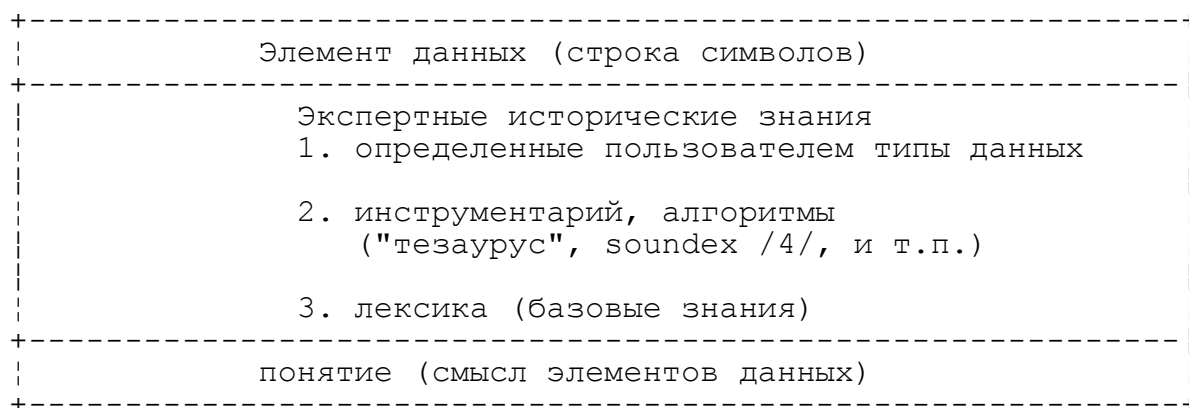 Элемент данных (строка символов)
Экспертные исторические знания
1. определенные пользователем типы данных
2. инструментарий, алгоритмы
("тезаурус", soundex /4/, и т.п.)
3. лексика (базовые знания)
понятие (смысл элементов данных)